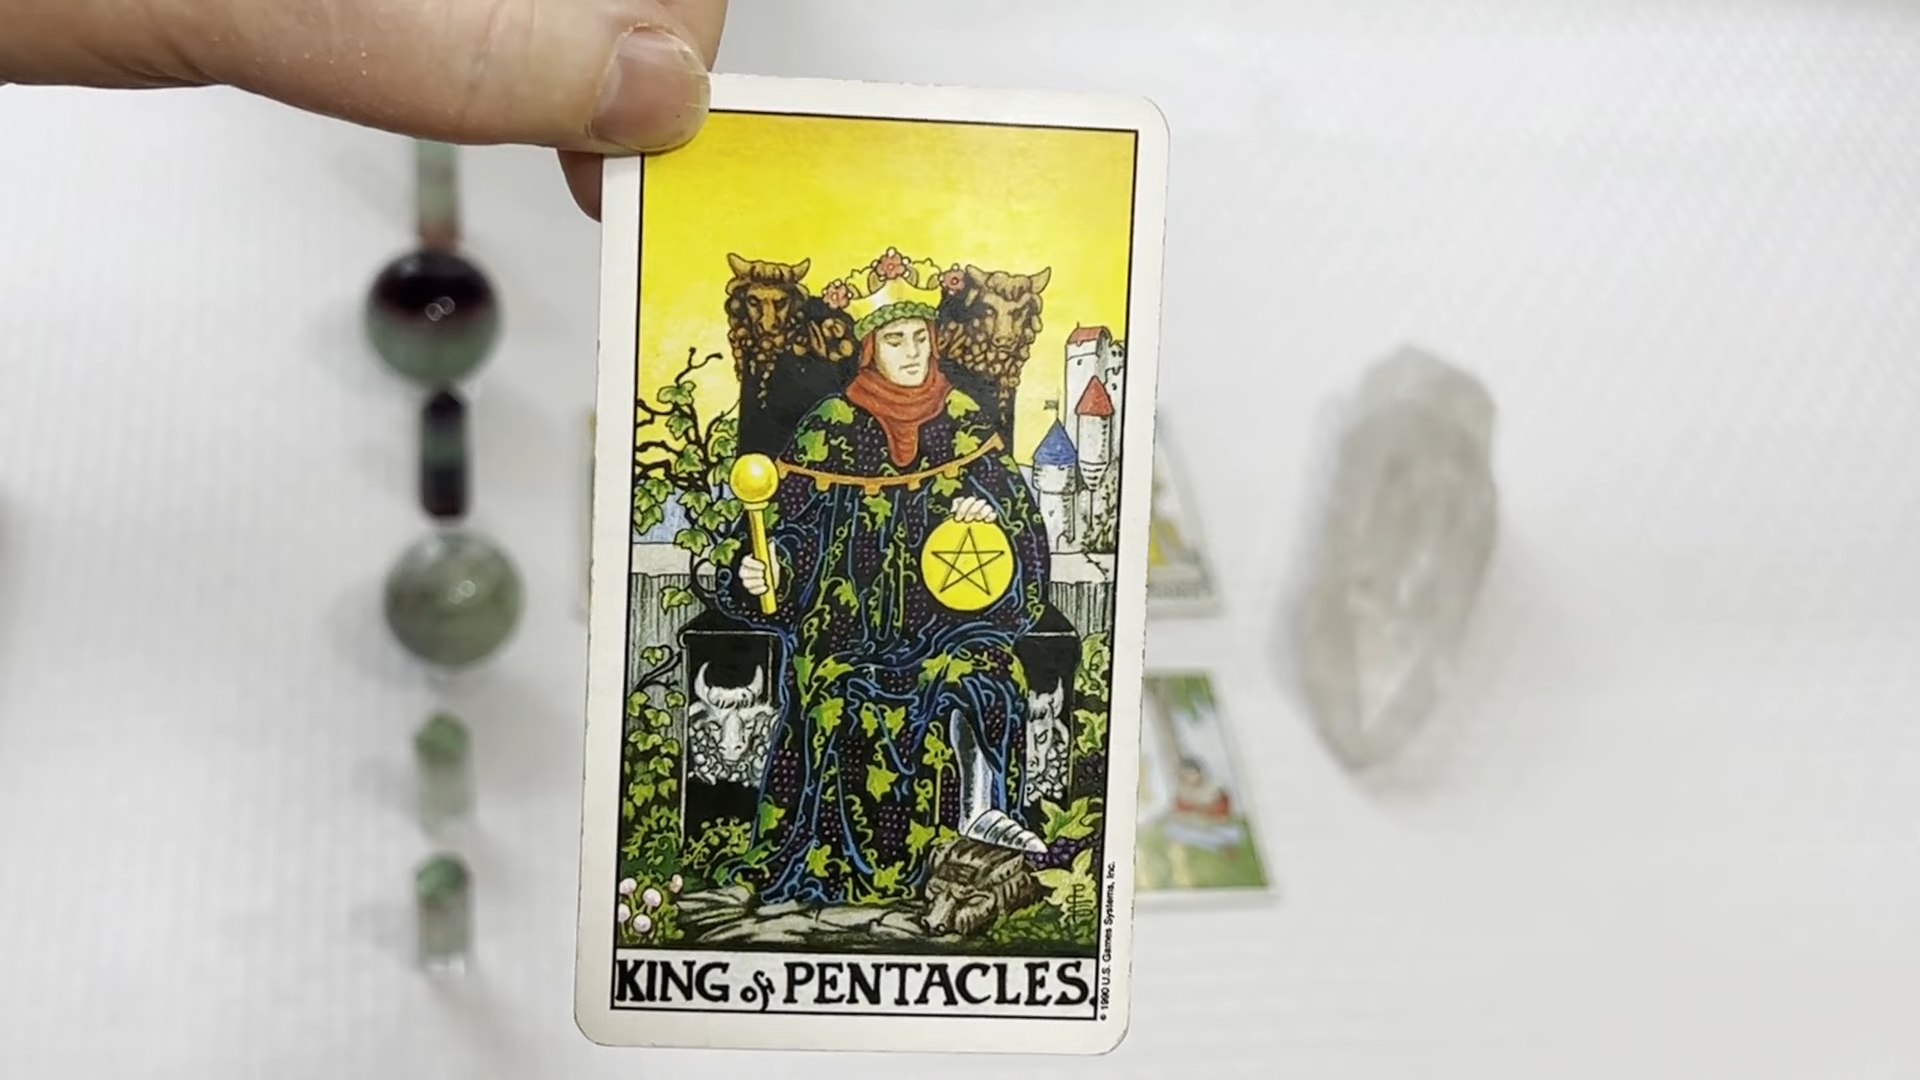 KING of PENTACLES.
© 1990 U.S. Games Systems, Inc.